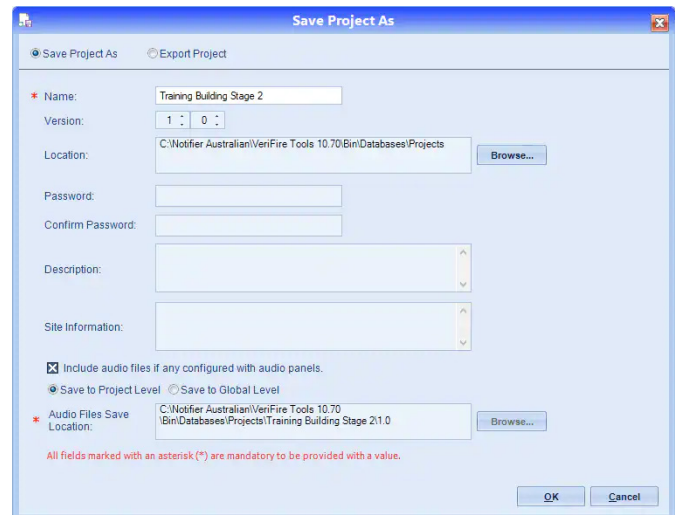 Save Project As
Save Project As Export Project
* Name: Training Building Stage 2
Version: 1 0
Location: C:\Notifier Australian\VeriFire Tools 10.70\Bin\Databases\Projects Browse...
Password:
Confirm Password:
Description:
Site Information:
Include audio files if any configured with audio panels.
Save to Project Level Save to Global Level
* Audio Files Save Location: C:\Notifier Australian\VeriFire Tools 10.70
\Bin\Databases\Projects\Training Building Stage 2\1.0 Browse...
All fields marked with an asterisk (*) are mandatory to be provided with a value.
OK Cancel